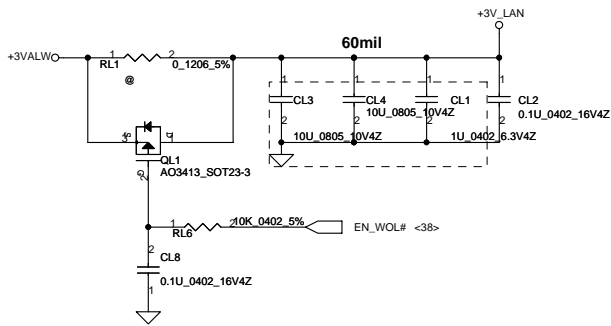 +3V_LAN
60mil
+3VALW
1
2
RL1
0_1206_5%
@
1
1
1
1
CL3
CL4
CL1
CL2
10U_0805_10V4Z
0.1U_0402_16V4Z
2
2
2
2
10U_0805_10V4Z
1U_0402_6.3V4Z
3
1
QL1
AO3413_SOT23-3
2
1
2
10K_0402_5%
EN_WOL# <38>
RL6
2
CL8
0.1U_0402_16V4Z
1